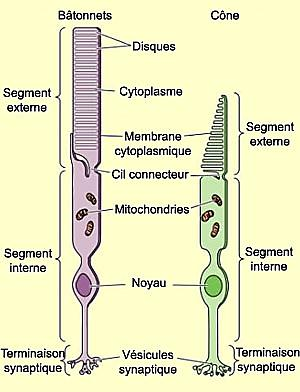 Bâtonnets
Cône
Disques
Segment
externe
Cytoplasme
Membrane
cytoplasmique
Segment
externe
Cil connecteur
Mitochondries
Segment
interne
Segment
interne
Noyau
Terminaison
synaptique
Vésicules
synaptique
Terminaison
synaptique